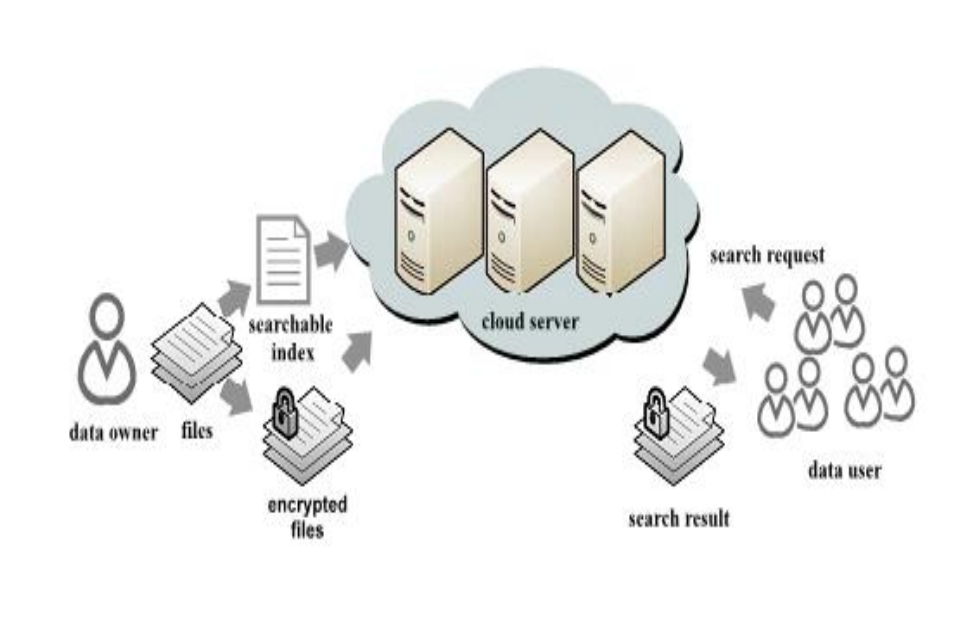 search request
cloud server
searchable
index
data owner
files
encrypted
files
data user
search result